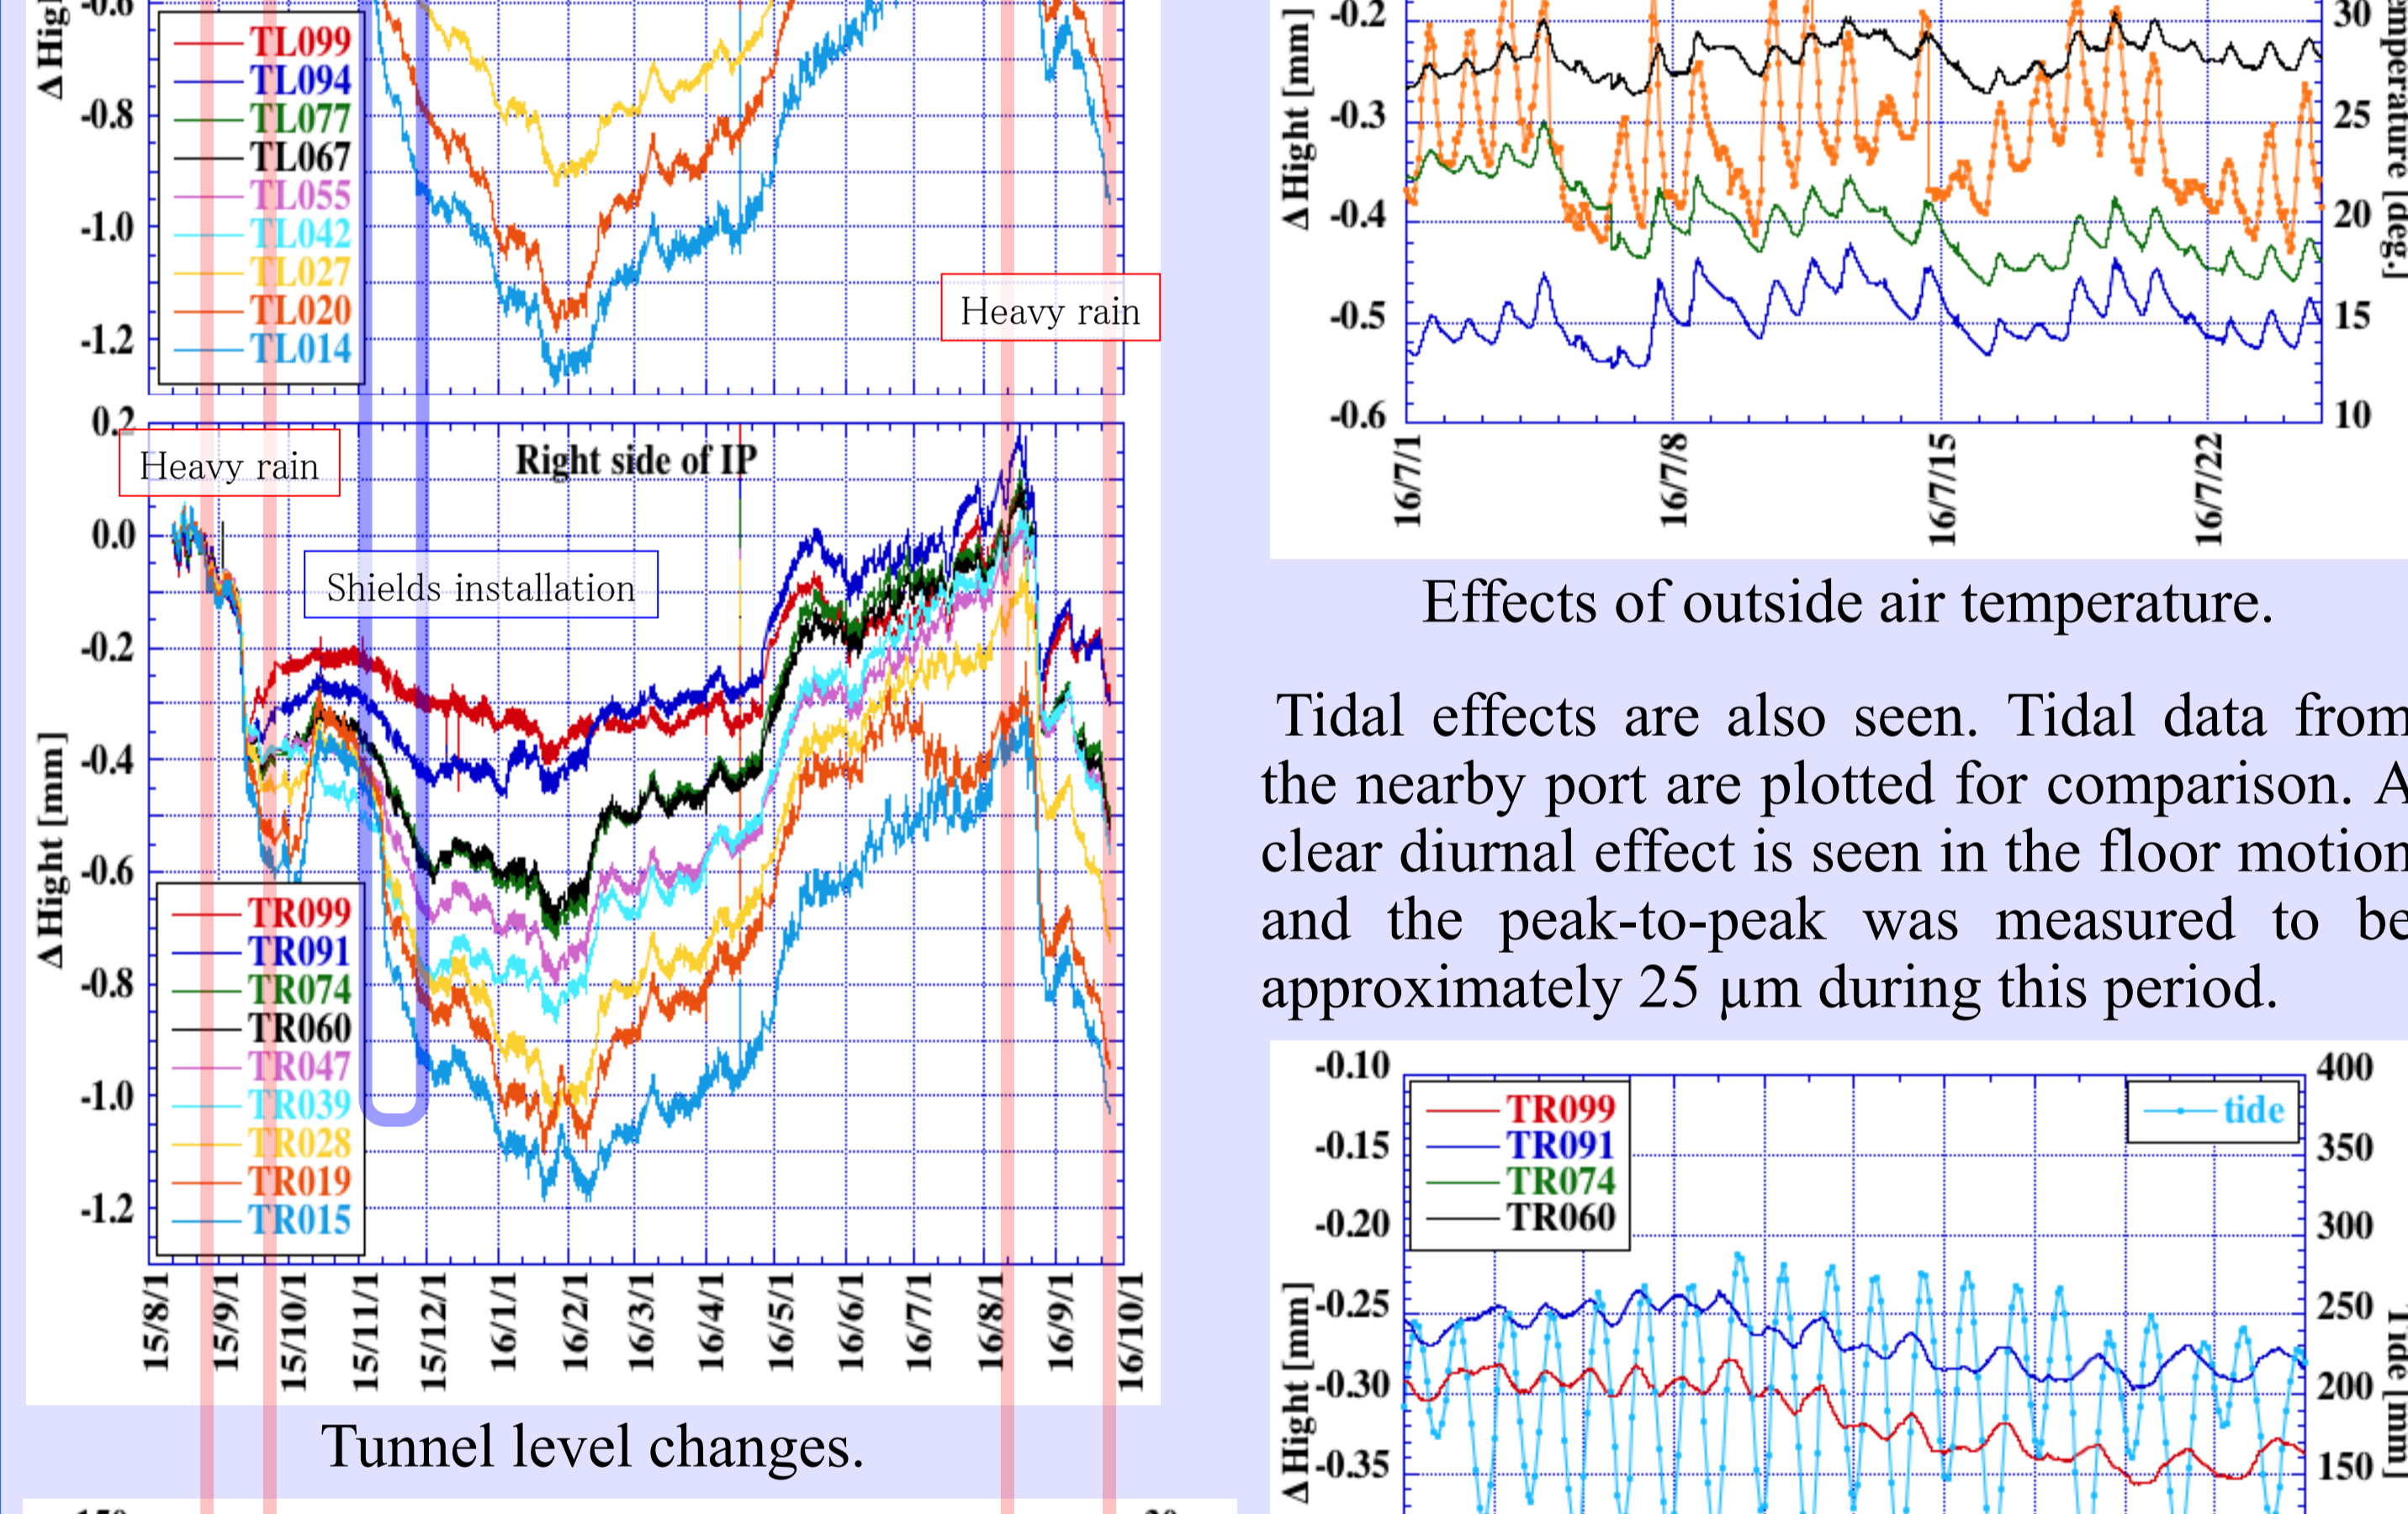 ΔHigh
-0.6
-0.8
-1.0
-1.2
TL099
TL094
TL077
TL067
TL055
TL042
TL027
TL020
TL014
Heavy rain
0.2
0.0
-0.2
-0.4
-0.6
-0.8
-1.0
-1.2
ΔHight [mm]
Heavy rain
Right side of IP
Shields installation
TR099
TR091
TR074
TR060
TR047
TR039
TR028
TR019
TR015
15/8/1
15/9/1
15/10/1
15/11/1
15/12/1
16/1/1
16/2/1
16/3/1
16/4/1
16/5/1
16/6/1
16/7/1
16/8/1
16/9/1
16/10/1
Tunnel level changes.
ΔHight [mm]
-0.2
-0.3
-0.4
-0.5
-0.6
30
25
20
15
10
emperature [deg.]
16/7/1
16/7/8
16/7/15
16/7/22
Effects of outside air temperature.
Tidal effects are also seen. Tidal data from
the nearby port are plotted for comparison. A
clear diurnal effect is seen in the floor motion
and the peak-to-peak was measured to be
approximately 25 μm during this period.
ΔHight [mm]
-0.10
-0.15
-0.20
-0.25
-0.30
-0.35
TR099
TR091
TR074
TR060
tide
400
350
300
250
200
150
Tide [mm]